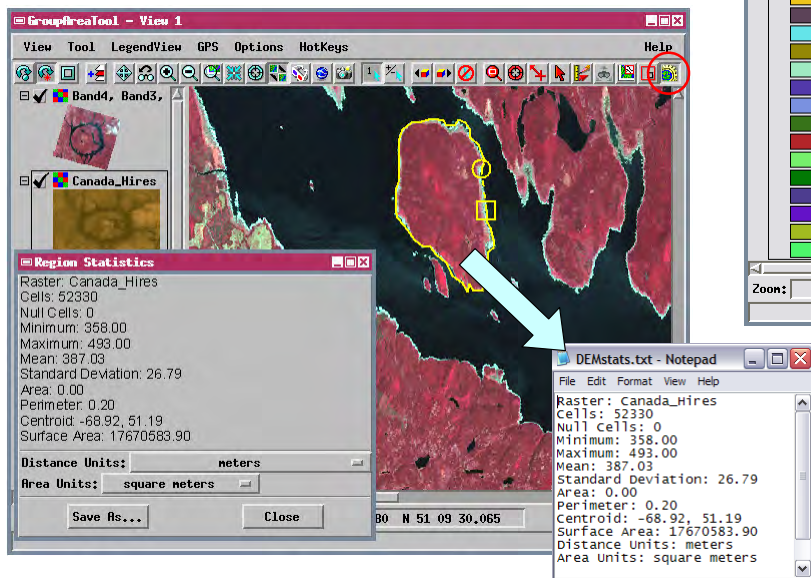 GroupAreaTool - View 1
View Tool LegendView GPS Options HotKeys Help
Band4, Band3,
Canada_Hires
Region Statistics
Raster: Canada_Hires
Cells: 52330
Null Cells: 0
Minimum: 358.00
Maximum: 493.00
Mean: 387.03
Standard Deviation: 26.79
Area: 0.00
Perimeter: 0.20
Centroid: -68.92, 51.19
Surface Area: 17670583.90
Distance Units: meters
Area Units: square meters
Save As... Close
80 N 51 09 30.065
Zoom:
DEMstats.txt - Notepad
File Edit Format View Help
Raster: Canada_Hires
Cells: 52330
Null Cells: 0
Minimum: 358.00
Maximum: 493.00
Mean: 387.03
Standard Deviation: 26.79
Area: 0.00
Perimeter: 0.20
Centroid: -68.92, 51.19
Surface Area: 17670583.90
Distance Units: meters
Area Units: square meters